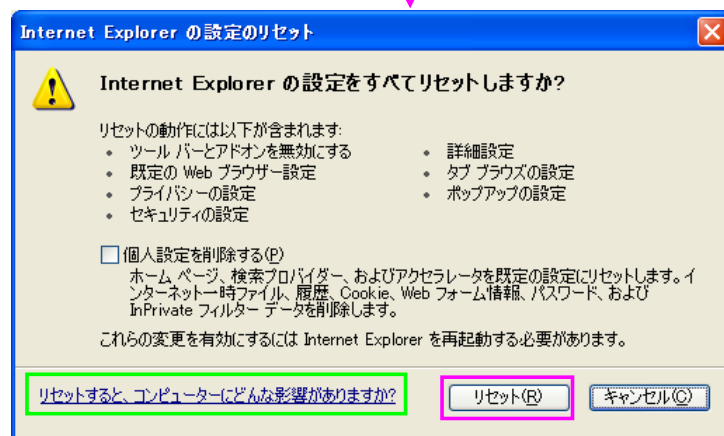 Internet Explorer の設定のリセット
Internet Explorer の設定をすべてリセットしますか?
リセットの動作には以下が含まれます:
• ツール バーとアドオンを無効にする
• 既定の Web ブラウザー設定
• プライバシーの設定
• セキュリティの設定
• 詳細設定
• タブ ブラウズの設定
• ポップアップの設定
個人設定を削除する(P)
ホーム ページ、検索プロバイダー、およびアクセラレータを既定の設定にリセットします。イ
ンターネット一時ファイル、履歴、Cookie、Web フォーム情報、パスワード、および
InPrivate フィルター データを削除します。
これらの変更を有効にするには Internet Explorer を再起動する必要があります。
リセットすると、コンピューターにどんな影響がありますか?
リセット(R)
キャンセル(C)